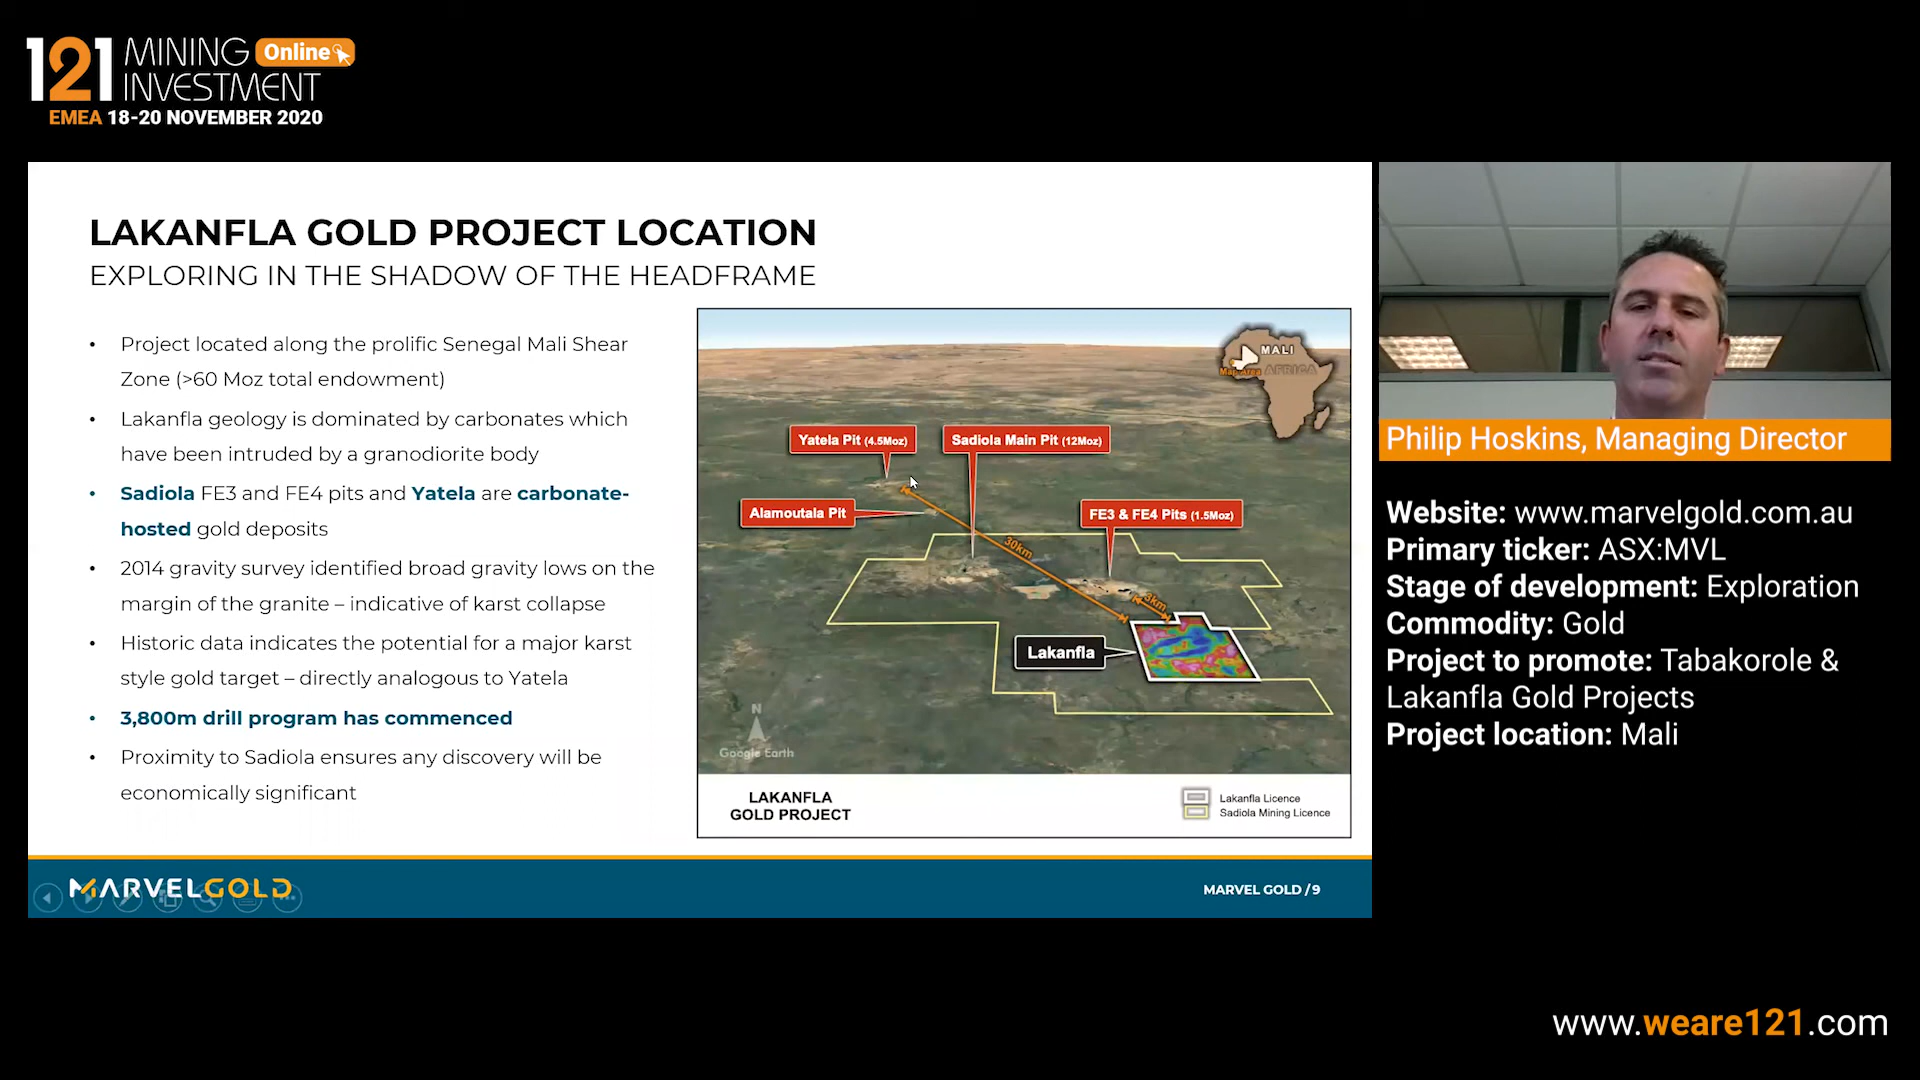 121 MINING Online
INVESTMENT
EMEA 18-20 NOVEMBER 2020
LAKANFLA GOLD PROJECT LOCATION
EXPLORING IN THE SHADOW OF THE HEADFRAME
• Project located along the prolific Senegal Mali Shear
Zone (>60 Moz total endowment)
• Lakanfla geology is dominated by carbonates which
have been intruded by a granodiorite body
• Sadiola FE3 and FE4 pits and Yatela are carbonate-
hosted gold deposits
• 2014 gravity survey identified broad gravity lows on the
margin of the granite – indicative of karst collapse
• Historic data indicates the potential for a major karst
style gold target – directly analogous to Yatela
• 3,800m drill program has commenced
• Proximity to Sadiola ensures any discovery will be
economically significant
MALI
AFRICA
Map Area
Yatela Pit (4.5Moz)
Sadiola Main Pit (12Moz)
Alamoutala Pit
FE3 & FE4 Pits (1.5Moz)
30km
3km
Lakanfla
N
Google Earth
LAKANFLA
GOLD PROJECT
Lakanfla Licence
Sadiola Mining Licence
MARVELGOLD
MARVEL GOLD / 9
Philip Hoskins, Managing Director
Website: www.marvelgold.com.au
Primary ticker: ASX:MVL
Stage of development: Exploration
Commodity: Gold
Project to promote: Tabakorole &
Lakanfla Gold Projects
Project location: Mali
www.weare121.com